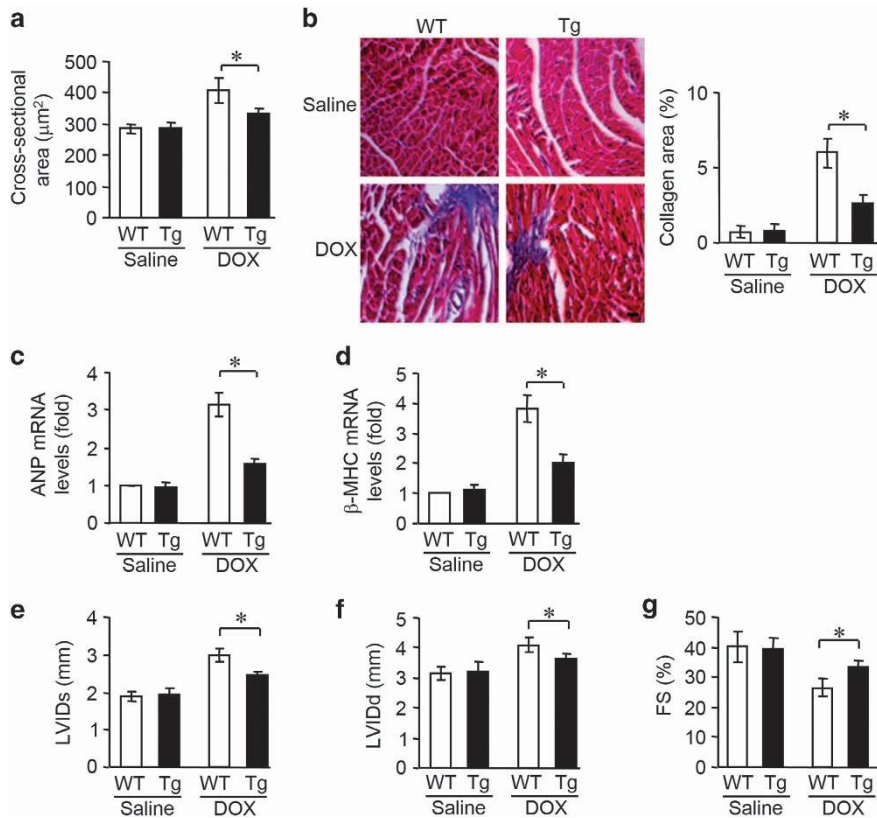 a
Cross-sectional
area (μm²)
500
400
300
200
100
0
*
WT Tg WT Tg
Saline DOX
b
WT Tg
Saline
DOX
Collagen area (%)
10
5
0
*
WT Tg WT Tg
Saline DOX
c
ANP mRNA
levels (fold)
4
3
2
1
0
*
WT Tg WT Tg
Saline DOX
d
β-MHC mRNA
levels (fold)
5
4
3
2
1
0
*
WT Tg WT Tg
Saline DOX
e
LVIDs (mm)
4
3
2
1
0
*
WT Tg WT Tg
Saline DOX
f
LVIDd (mm)
5
4
3
2
1
0
*
WT Tg WT Tg
Saline DOX
g
FS (%)
50
40
30
20
10
0
*
WT Tg WT Tg
Saline DOX